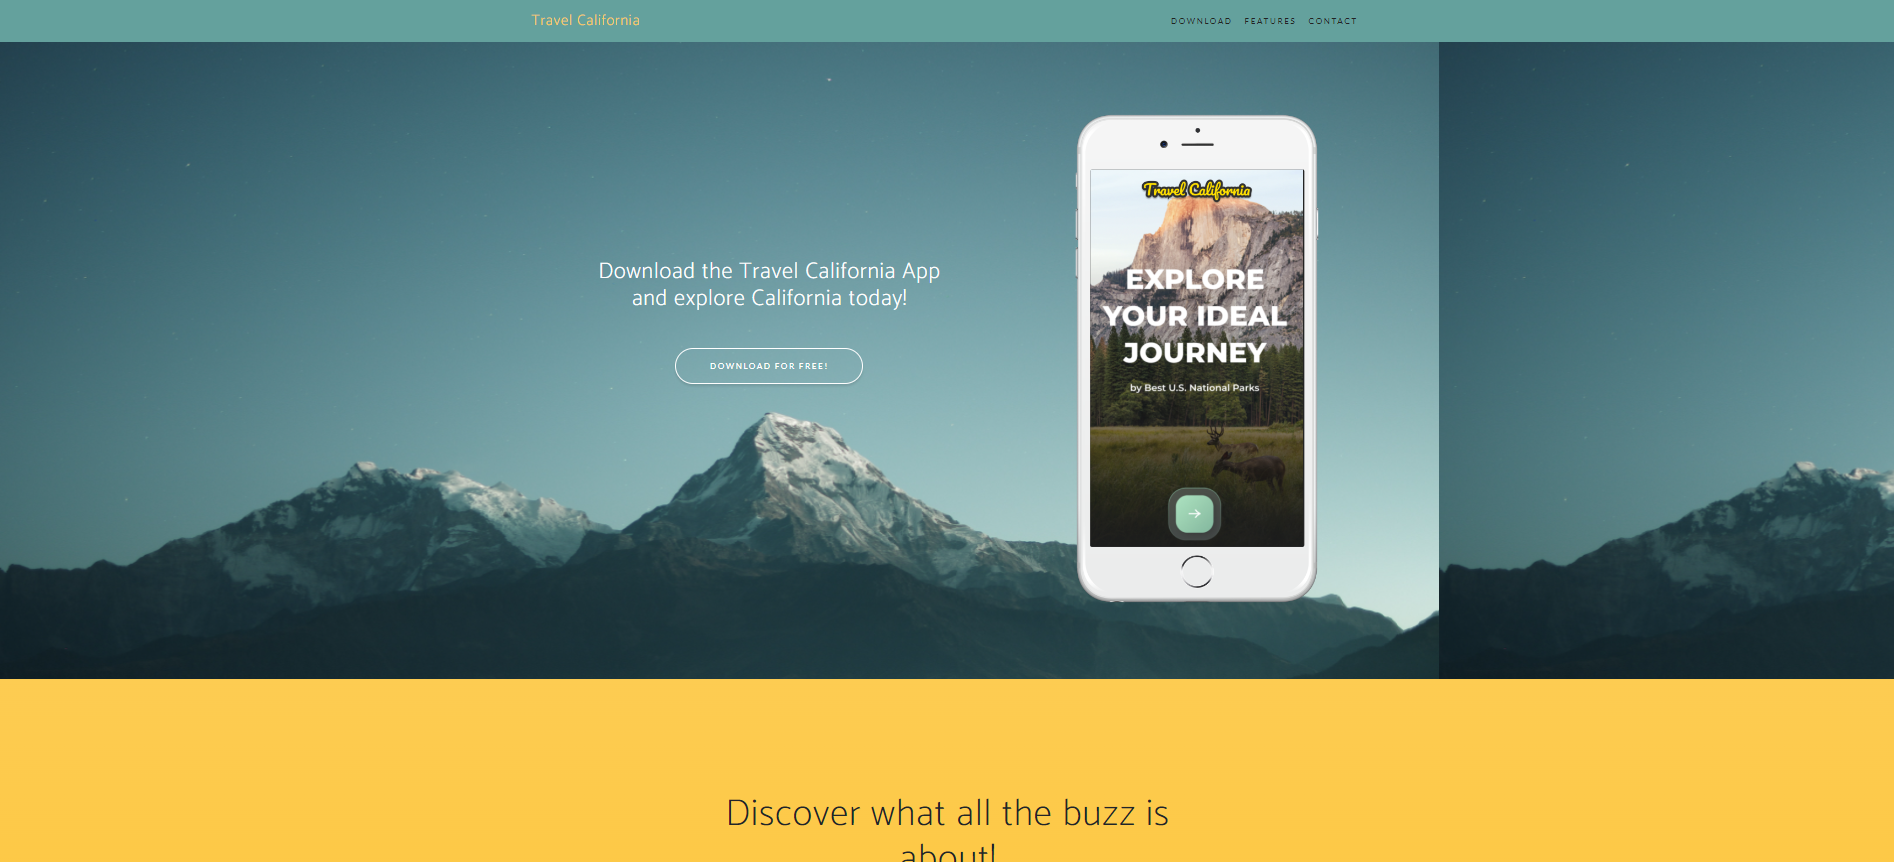 Travel California
DOWNLOAD FEATURES CONTACT
Download the Travel California App
and explore California today!
DOWNLOAD FOR FREE!
Travel California
EXPLORE
YOUR IDEAL
JOURNEY
by Best U.S. National Parks
Discover what all the buzz is
about!